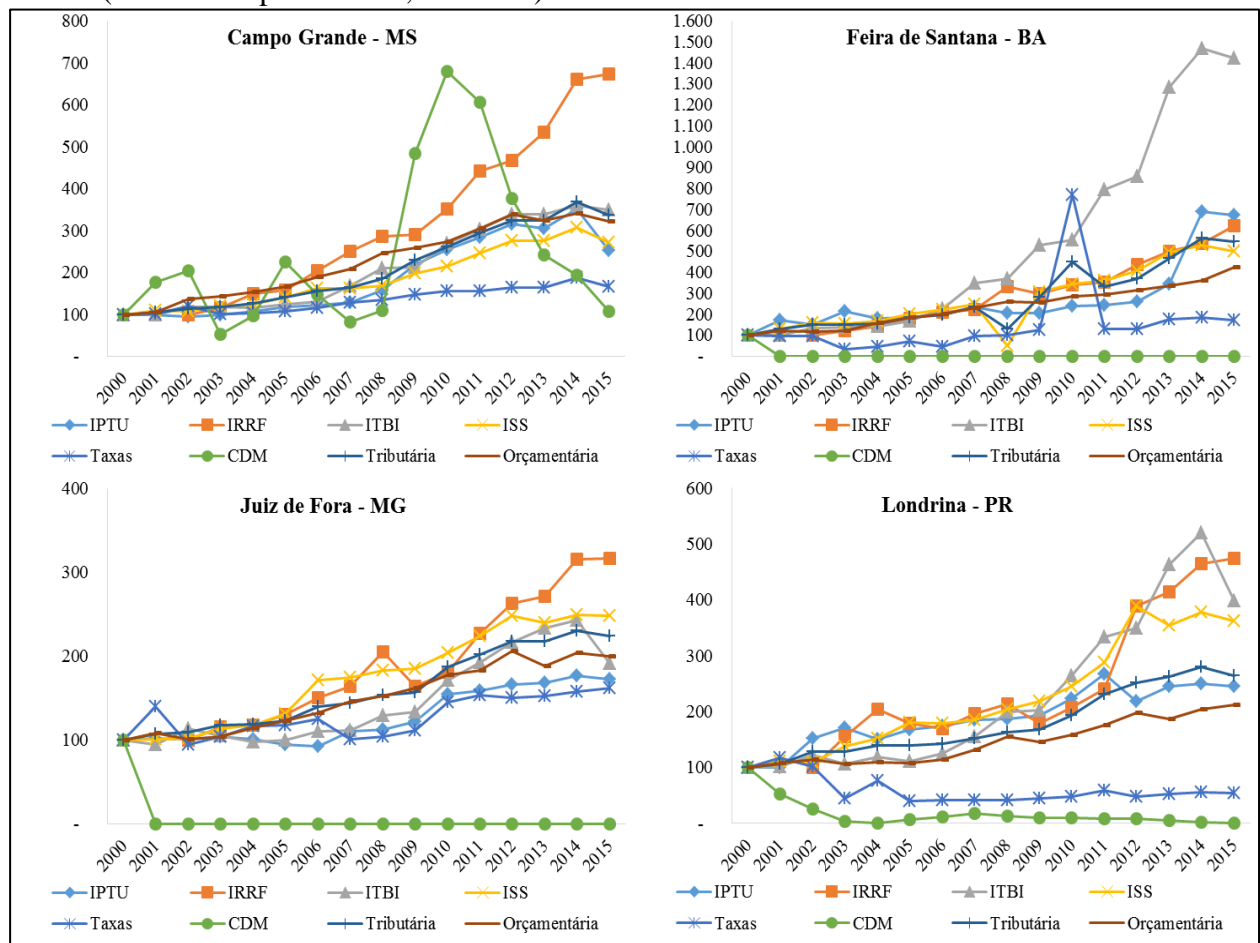 Campo Grande - MS
800
700
600
500
400
300
200
100
-
2000 2001 2002 2003 2004 2005 2006 2007 2008 2009 2010 2011 2012 2013 2014 2015
IPTU IRRF ITBI ISS
Taxas CDM Tributária Orçamentária
Feira de Santana - BA
1.600
1.500
1.400
1.300
1.200
1.100
1.000
900
800
700
600
500
400
300
200
100
-
2000 2001 2002 2003 2004 2005 2006 2007 2008 2009 2010 2011 2012 2013 2014 2015
IPTU IRRF ITBI ISS
Taxas CDM Tributária Orçamentária
Juiz de Fora - MG
400
300
200
100
-
2000 2001 2002 2003 2004 2005 2006 2007 2008 2009 2010 2011 2012 2013 2014 2015
IPTU IRRF ITBI ISS
Taxas CDM Tributária Orçamentária
Londrina - PR
600
500
400
300
200
100
-
2000 2001 2002 2003 2004 2005 2006 2007 2008 2009 2010 2011 2012 2013 2014 2015
IPTU IRRF ITBI ISS
Taxas CDM Tributária Orçamentária